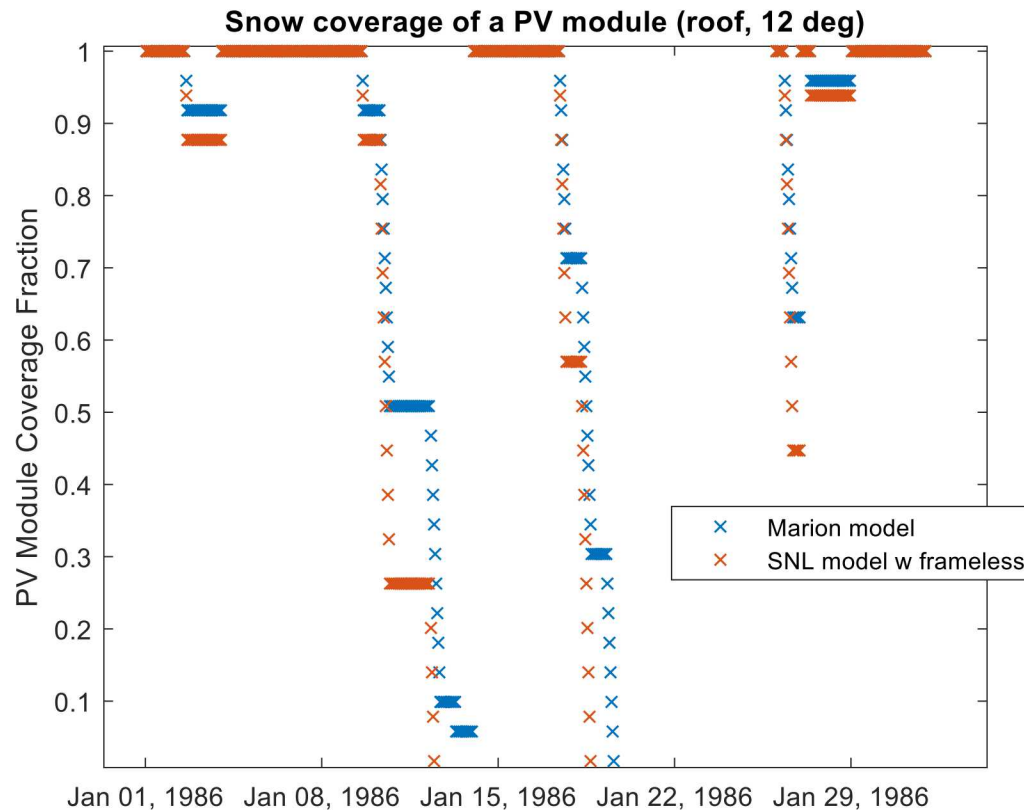 Snow coverage of a PV module (roof, 12 deg)
PV Module Coverage Fraction
1
0.9
0.8
0.7
0.6
0.5
0.4
0.3
0.2
0.1
Marion model
SNL model w frameless
Jan 01, 1986 Jan 08, 1986 Jan 15, 1986 Jan 22, 1986 Jan 29, 1986